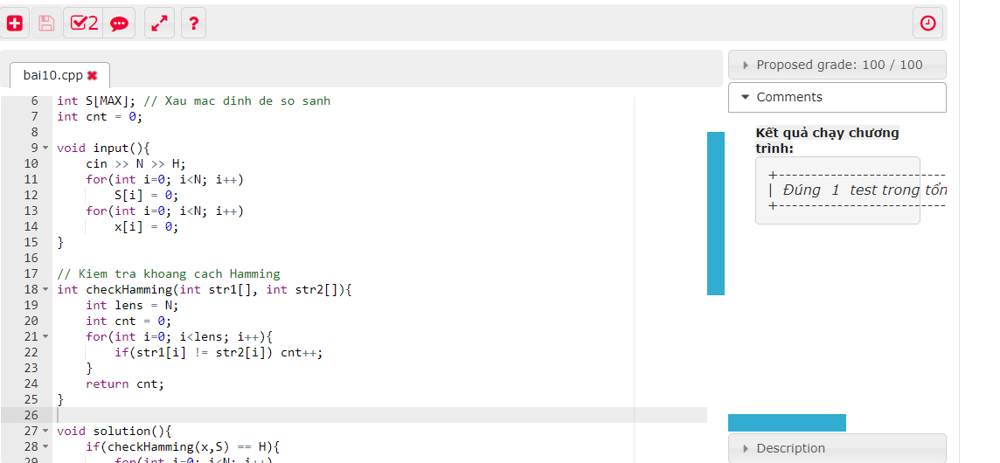 2
?
bai10.cpp
6 int S[MAX]; // Xau mac dinh de so sanh
7 int cnt = 0;
8
9 void input(){
10 cin >> N >> H;
11 for(int i=0; i<N; i++)
12 S[i] = 0;
13 for(int i=0; i<N; i++)
14 x[i] = 0;
15 }
16
17 // Kiem tra khoang cach Hamming
18 int checkHamming(int str1[], int str2[]){
19 int lens = N;
20 int cnt = 0;
21 for(int i=0; i<lens; i++){
22 if(str1[i] != str2[i]) cnt++;
23 }
24 return cnt;
25 }
26
27 void solution(){
28 if(checkHamming(x,S) == H){
29 for(int i=0; i<N; i++)
Proposed grade: 100 / 100
Comments
Kết quả chạy chương
trình:
+--------------------------
| Đúng 1 test trong
+--------------------------
Description